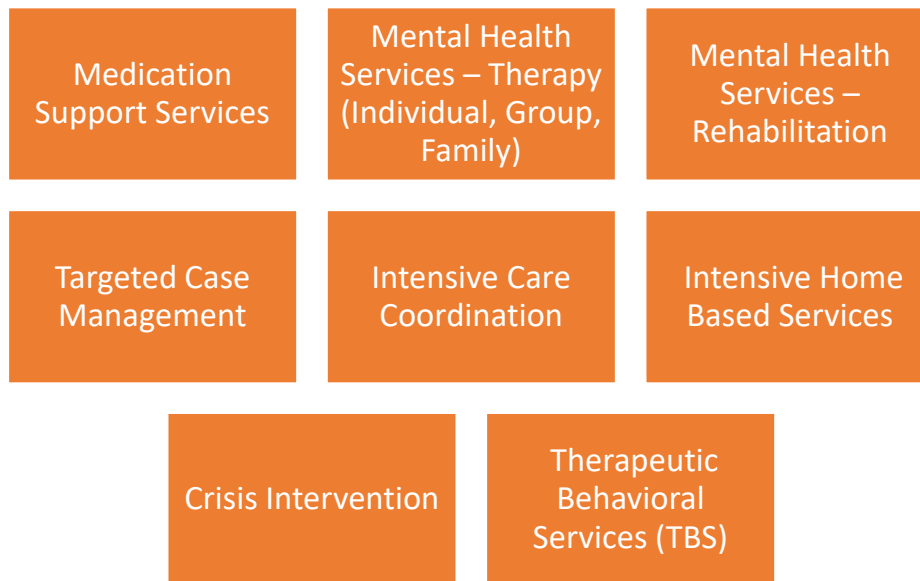 Medication
Support Services
Mental Health
Services – Therapy
(Individual, Group,
Family)
Mental Health
Services –
Rehabilitation
Targeted Case
Management
Intensive Care
Coordination
Intensive Home
Based Services
Crisis Intervention
Therapeutic
Behavioral
Services (TBS)